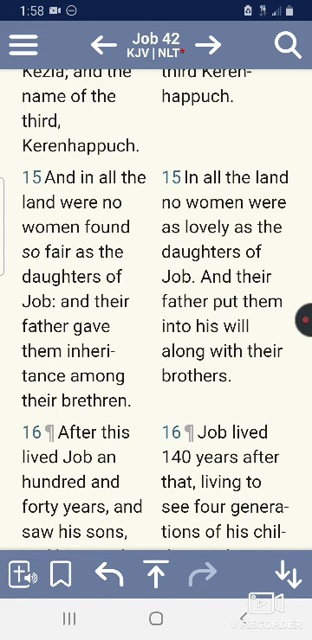 1:58
Job 42
KJV | NLT*
Kezia; and the
name of the
third,
Kerenhappuch.
15 And in all the
land were no
women found
so fair as the
daughters of
Job: and their
father gave
them inheri-
tance among
their brethren.
16 ¶ After this
lived Job an
hundred and
forty years, and
saw his sons,
third Keren-
happuch.
15 In all the land
no women were
as lovely as the
daughters of
Job. And their
father put them
into his will
along with their
brothers.
16 ¶ Job lived
140 years after
that, living to
see four genera-
tions of his chil-
V RECORDER